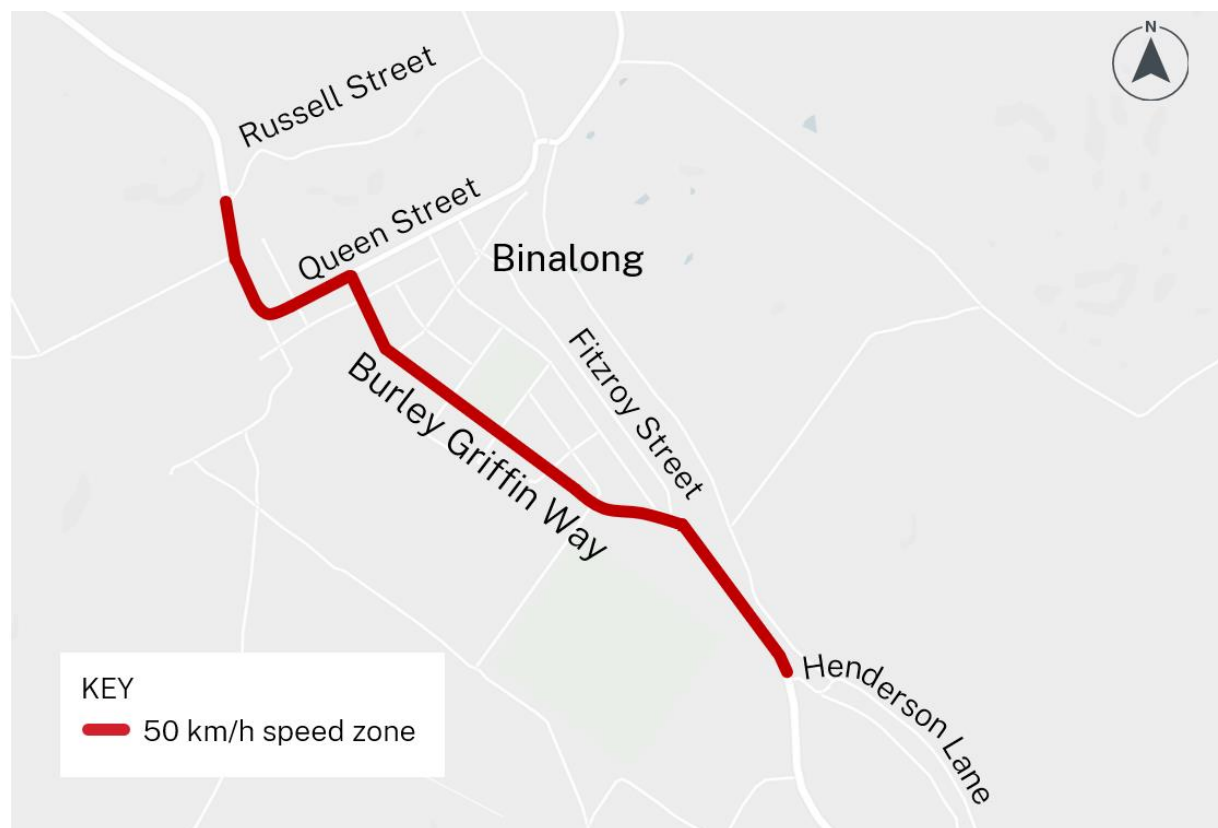 N
Russell Street
Queen Street
Binalong
Fitzroy Street
Burley Griffin Way
Henderson Lane
KEY
50 km/h speed zone